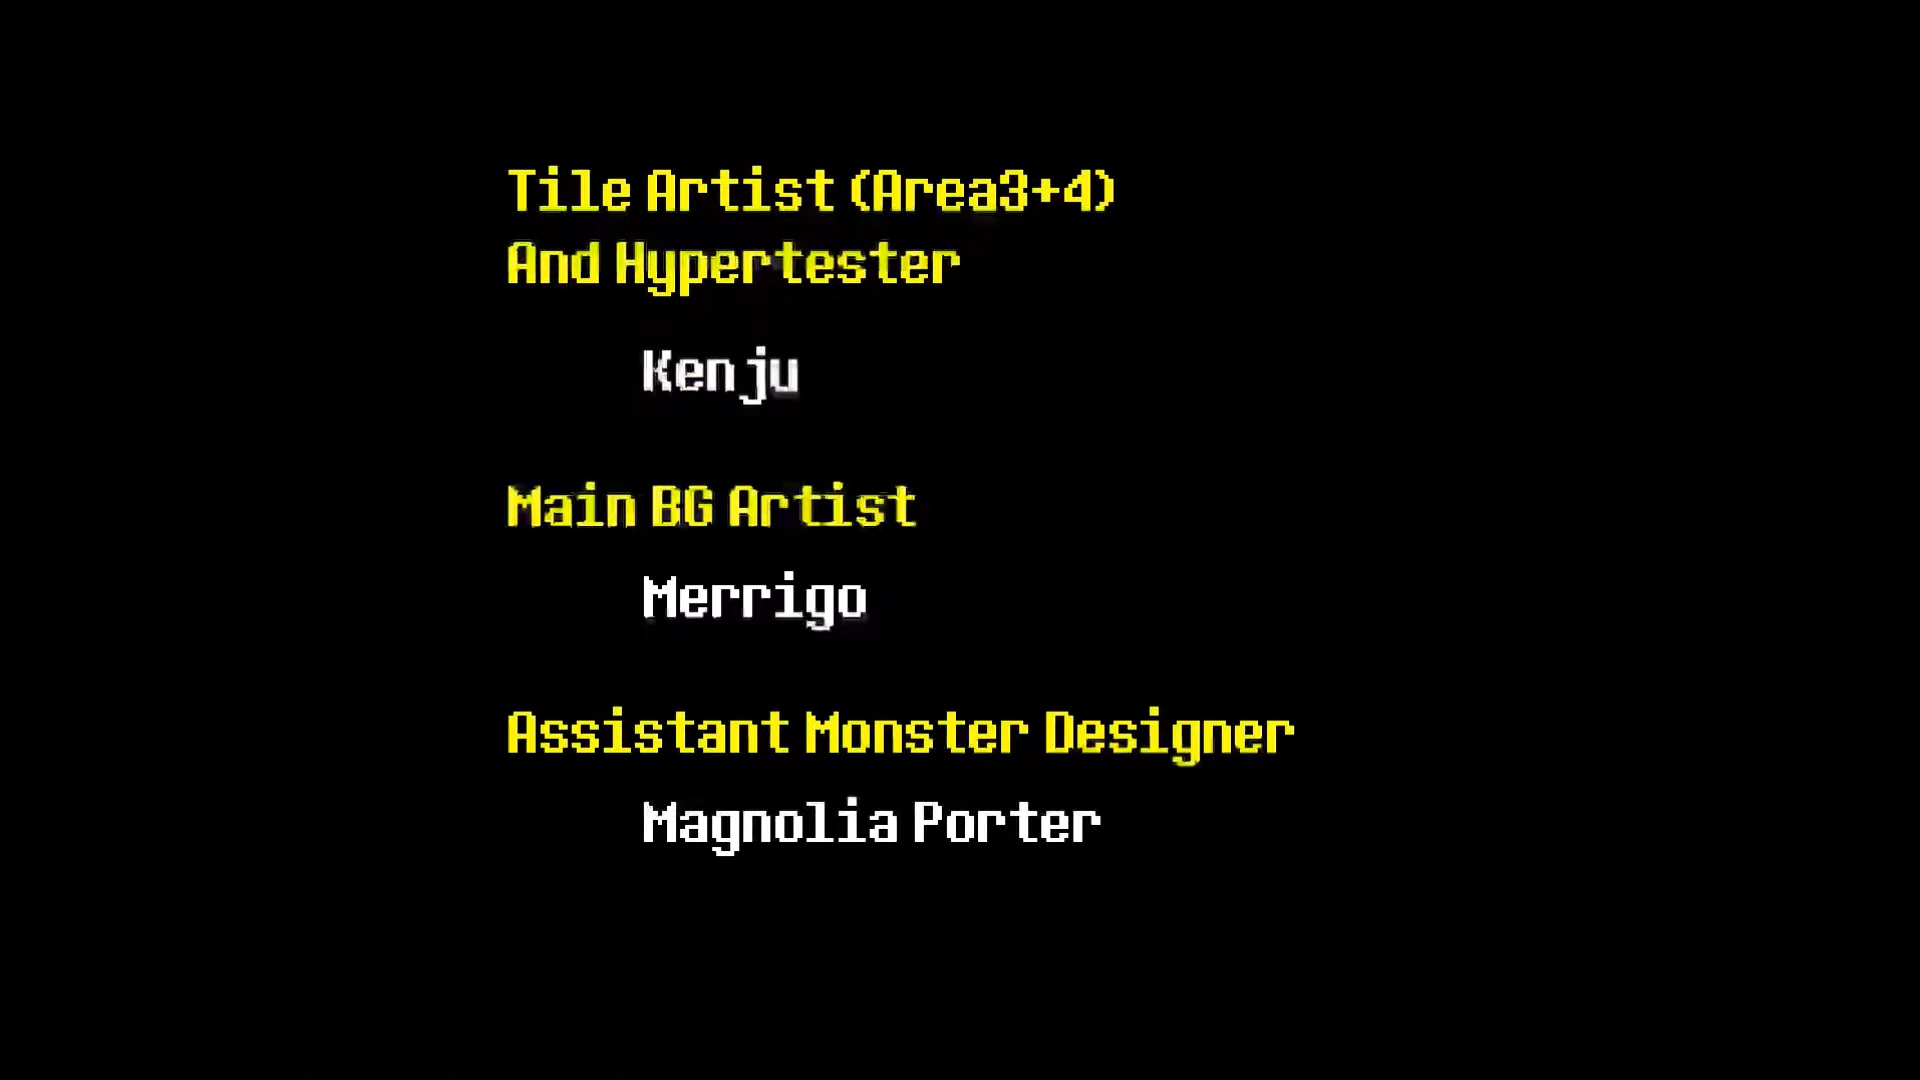 Tile Artist (Area3+4)
And Hypertester
Kenju
Main BG Artist
Merrigo
Assistant Monster Designer
Magnolia Porter